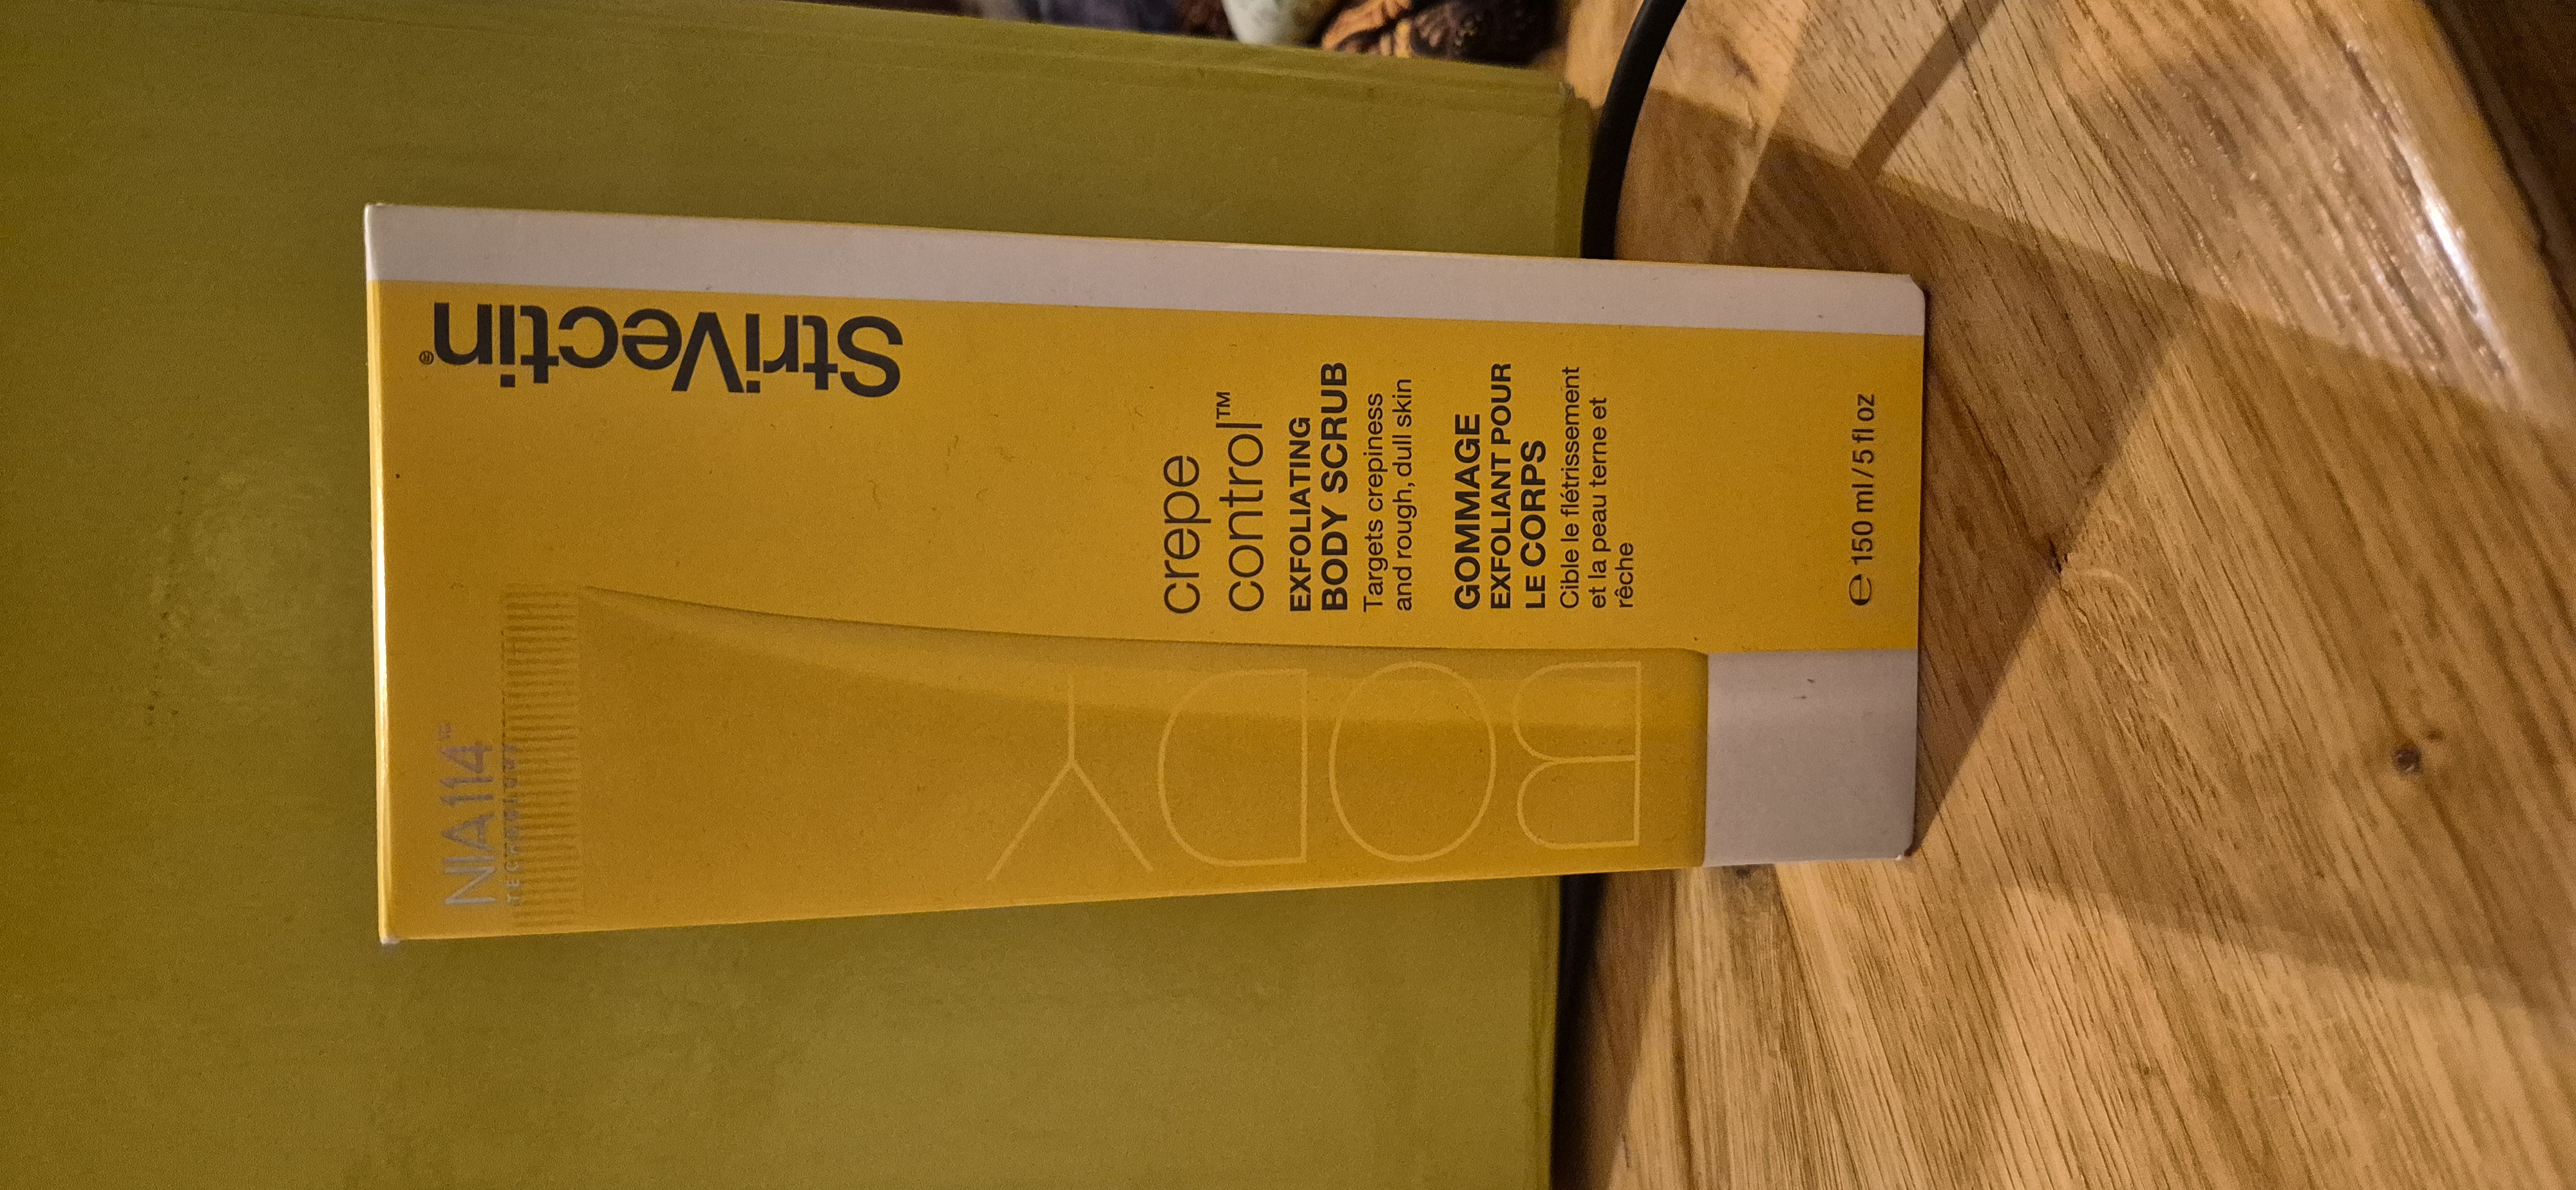 StriVectin®
NIA114™
TECHNOLOGY
crepe
control™
EXFOLIATING
BODY SCRUB
Targets crepiness
and rough, dull skin
GOMMAGE
EXFOLIANT POUR
LE CORPS
Cible le flétrissement
et la peau terne et
rêche
BODY
e 150 ml / 5 fl oz